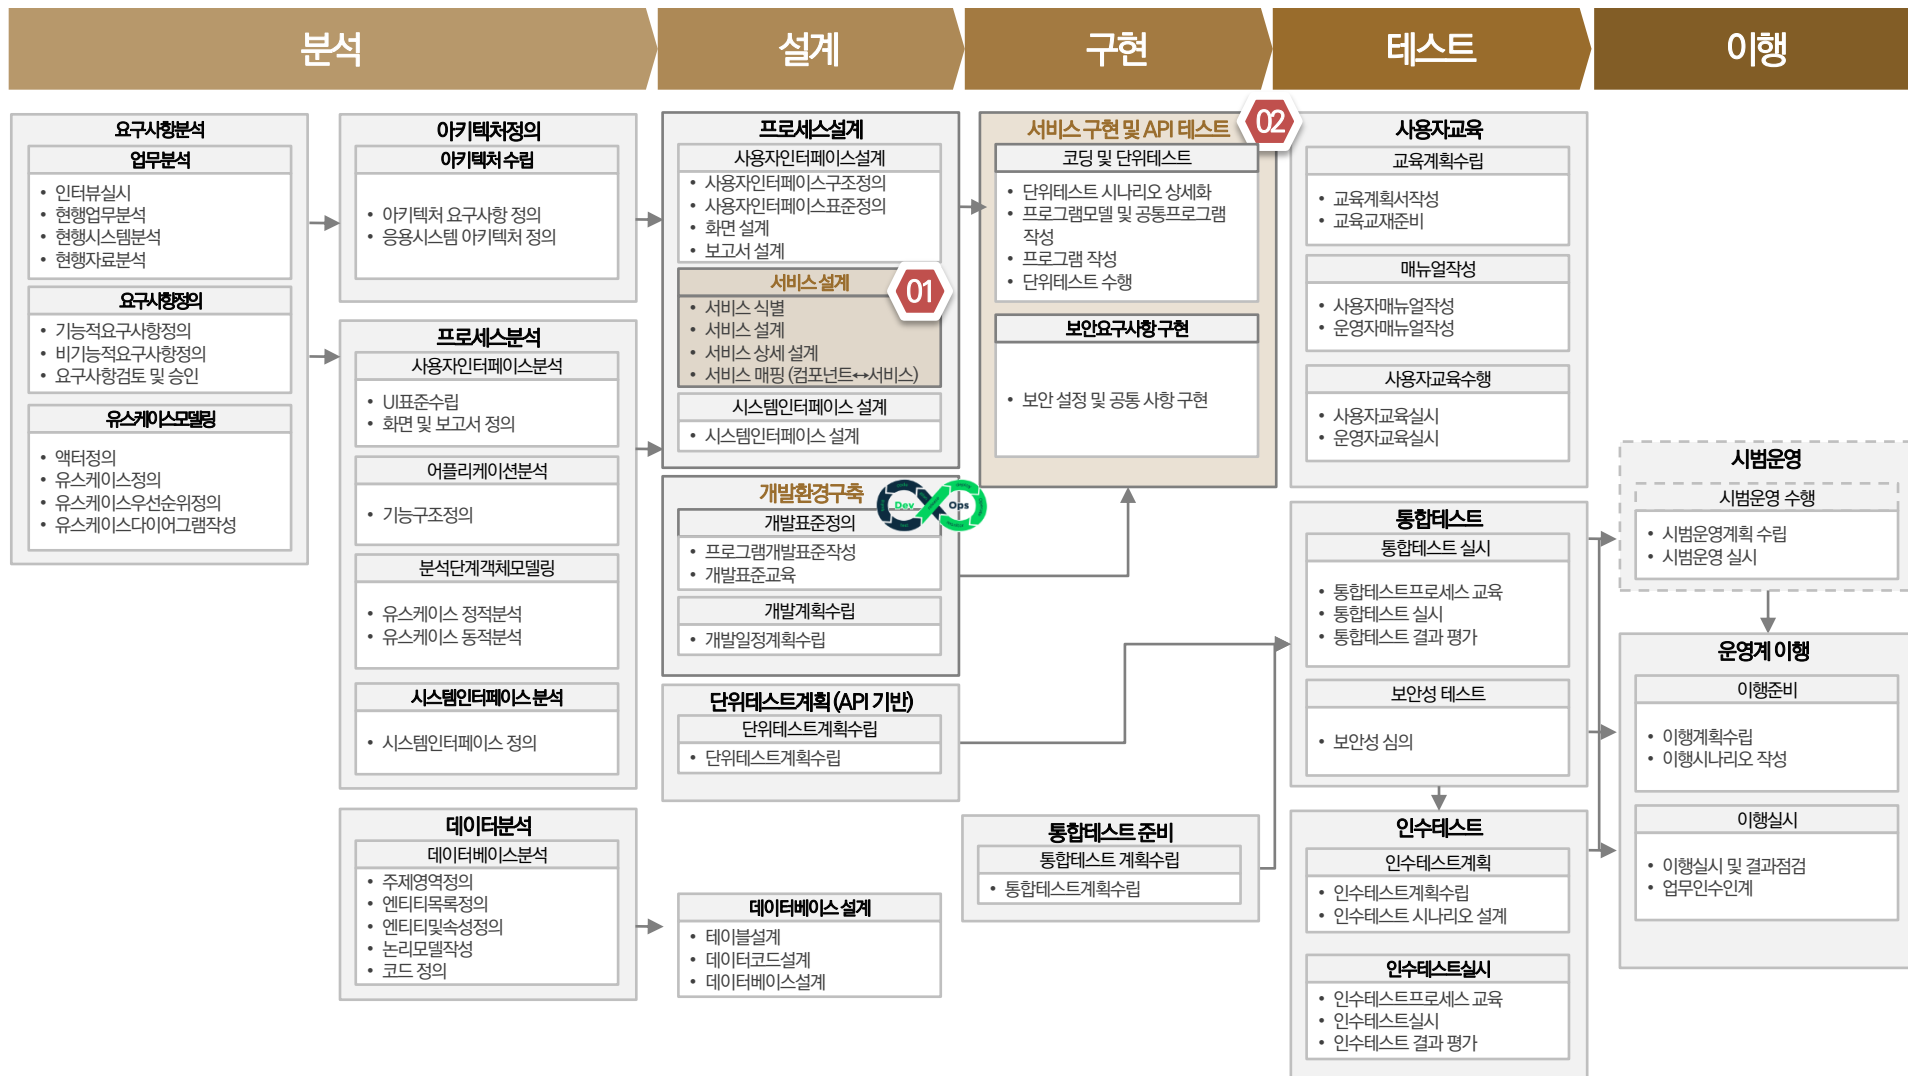 분석
설계
구현
테스트
이행
요구사항분석
업무분석
• 인터뷰실시
• 현행업무분석
• 현행시스템분석
• 현행자료분석
요구사항정의
• 기능적요구사항정의
• 비기능적요구사항정의
• 요구사항검토 및 승인
유스케이스모델링
• 액터정의
• 유스케이스정의
• 유스케이스우선순위정의
• 유스케이스다이어그램작성
아키텍처정의
아키텍처 수립
• 아키텍처 요구사항 정의
• 응용시스템 아키텍처 정의
프로세스분석
사용자인터페이스분석
• UI표준수립
• 화면 및 보고서 정의
어플리케이션분석
• 기능구조정의
분석단계객체모델링
• 유스케이스 정적분석
• 유스케이스 동적분석
시스템인터페이스 분석
• 시스템인터페이스 정의
데이터분석
데이터베이스분석
• 주제영역정의
• 엔티티목록정의
• 엔티티및속성정의
• 논리모델작성
• 코드 정의
프로세스설계
사용자인터페이스설계
• 사용자인터페이스구조정의
• 사용자인터페이스표준정의
• 화면 설계
• 보고서 설계
서비스 설계
01
• 서비스 식별
• 서비스 설계
• 서비스 상세 설계
• 서비스 매핑 (컴포넌트↔서비스)
시스템인터페이스 설계
• 시스템인터페이스 설계
개발환경구축
Dev
Ops
개발표준정의
• 프로그램개발표준작성
• 개발표준교육
개발계획수립
• 개발일정계획수립
단위테스트계획 (API 기반)
단위테스트계획수립
• 단위테스트계획수립
데이터베이스 설계
• 테이블설계
• 데이터코드설계
• 데이터베이스설계
서비스 구현 및 API 테스트
02
코딩 및 단위테스트
• 단위테스트 시나리오 상세화
• 프로그램모델 및 공통프로그램
작성
• 프로그램 작성
• 단위테스트 수행
보안요구사항 구현
• 보안 설정 및 공통 사항 구현
통합테스트 준비
통합테스트 계획수립
• 통합테스트계획수립
사용자교육
교육계획수립
• 교육계획서작성
• 교육교재준비
매뉴얼작성
• 사용자매뉴얼작성
• 운영자매뉴얼작성
사용자교육수행
• 사용자교육실시
• 운영자교육실시
통합테스트
통합테스트 실시
• 통합테스트프로세스 교육
• 통합테스트 실시
• 통합테스트 결과 평가
보안성 테스트
• 보안성 심의
인수테스트
인수테스트계획
• 인수테스트계획수립
• 인수테스트 시나리오 설계
인수테스트실시
• 인수테스트프로세스 교육
• 인수테스트실시
• 인수테스트 결과 평가
시범운영
시범운영 수행
• 시범운영계획 수립
• 시범운영 실시
운영계 이행
이행준비
• 이행계획수립
• 이행시나리오 작성
이행실시
• 이행실시 및 결과점검
• 업무인수인계